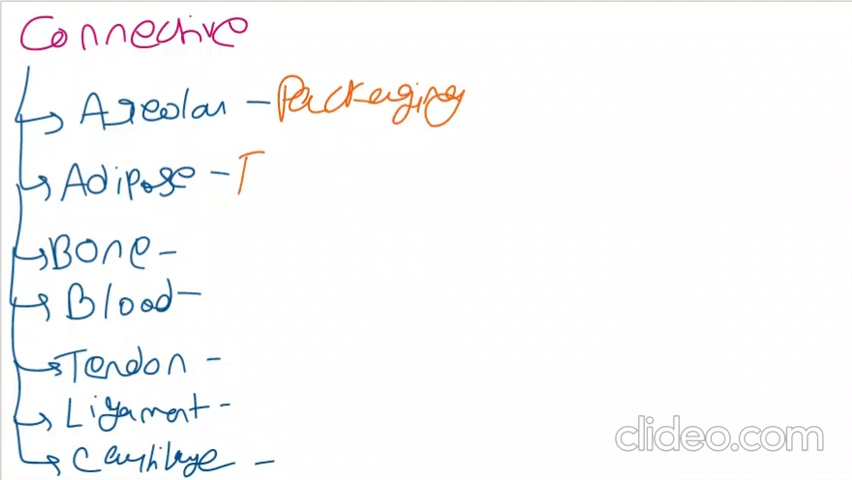 Connective
Areolar - Packaging
Adipose - T
Bone -
Blood -
Tendon -
Ligament -
Cartilage -
clideo.com